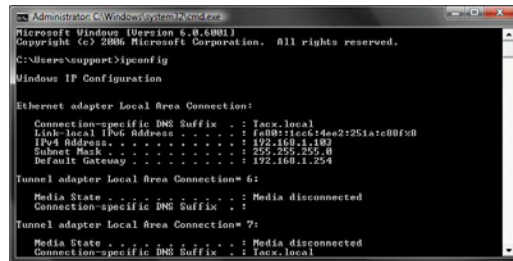 Administrator: C:\Windows\system32\cmd.exe
Microsoft Windows [Version 6.0.6001]
Copyright (c) 2006 Microsoft Corporation.  All rights reserved.
C:\Users\support>ipconfig
Windows IP Configuration
Ethernet adapter Local Area Connection:
Connection-specific DNS Suffix  . : Tacx.local
Link-local IPv6 Address . . . . . : fe80::1cc6:4ee2:251a:c88f%8
IPv4 Address. . . . . . . . . . . : 192.168.1.103
Subnet Mask . . . . . . . . . . . : 255.255.255.0
Default Gateway . . . . . . . . . : 192.168.1.254
Tunnel adapter Local Area Connection* 6:
Media State . . . . . . . . . . . : Media disconnected
Connection-specific DNS Suffix  . :
Tunnel adapter Local Area Connection* 7:
Media State . . . . . . . . . . . : Media disconnected
Connection-specific DNS Suffix  . : Tacx.local